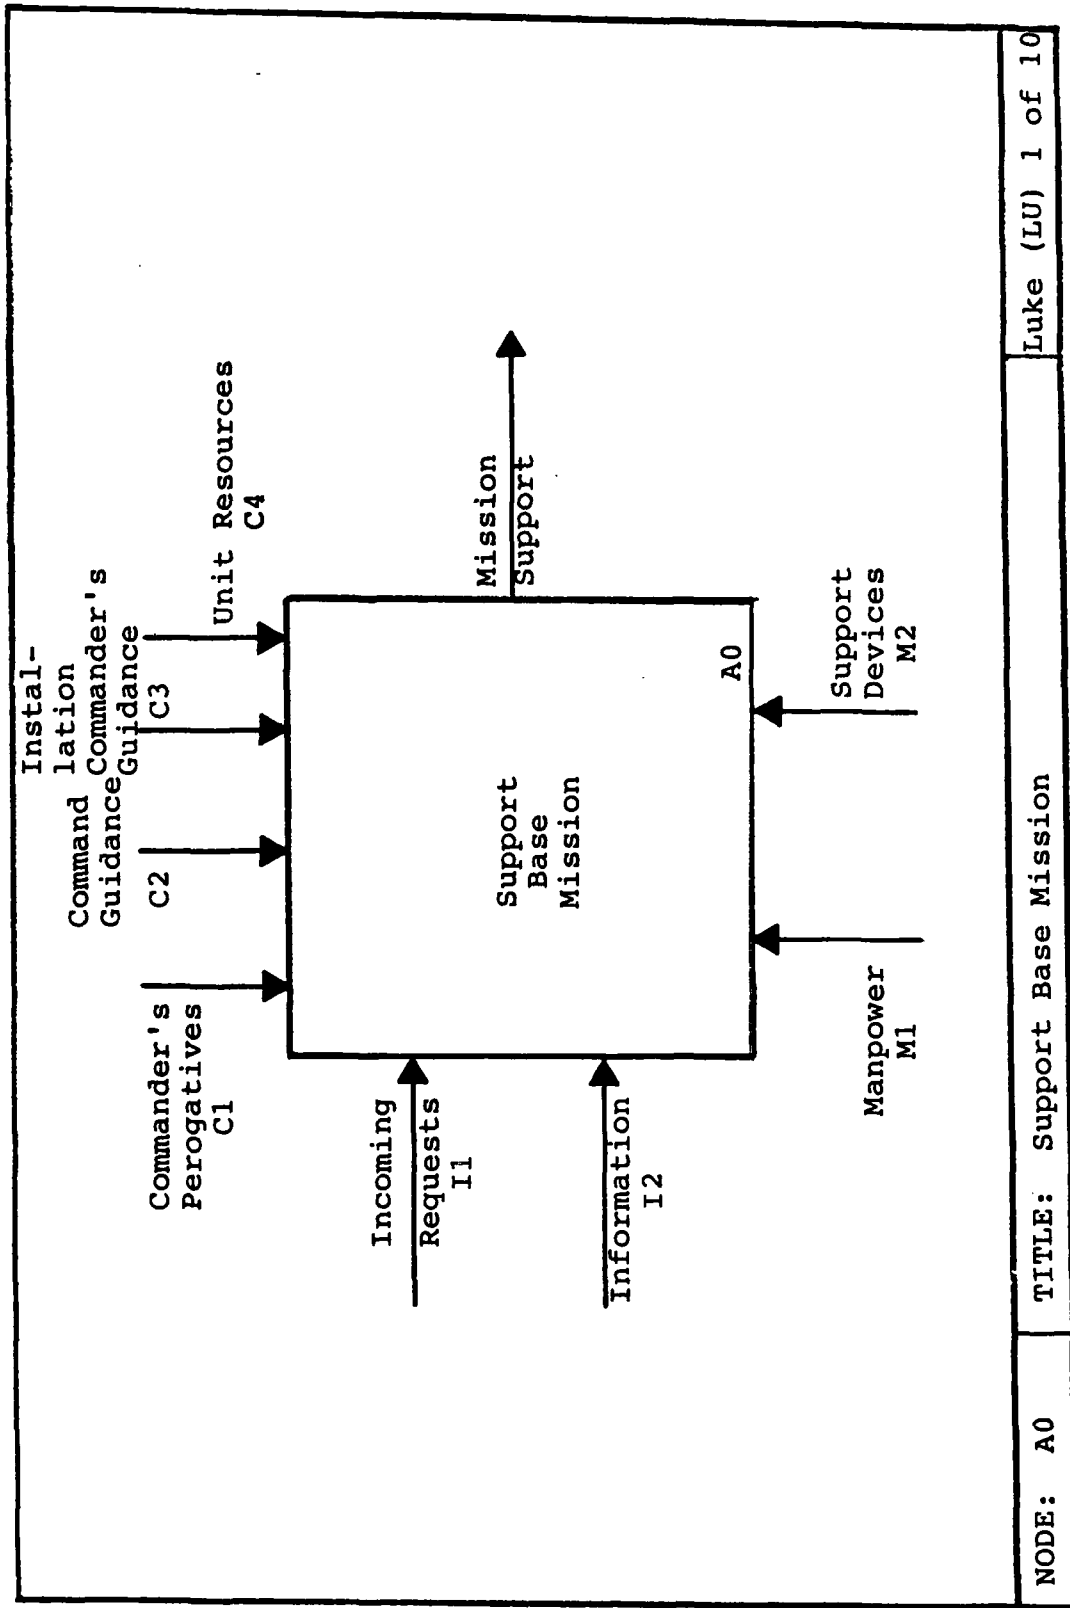 Instal-
lation
Commander's
Guidance
C3
Command
Guidance
C2
Commander's
Perogatives
C1
Unit Resources
C4
Incoming
Requests
I1
Information
I2
Support
Base
Mission
A0
Mission
Support
Manpower
M1
Support
Devices
M2
NODE: A0
TITLE: Support Base Mission
Luke (LU) 1 of 10